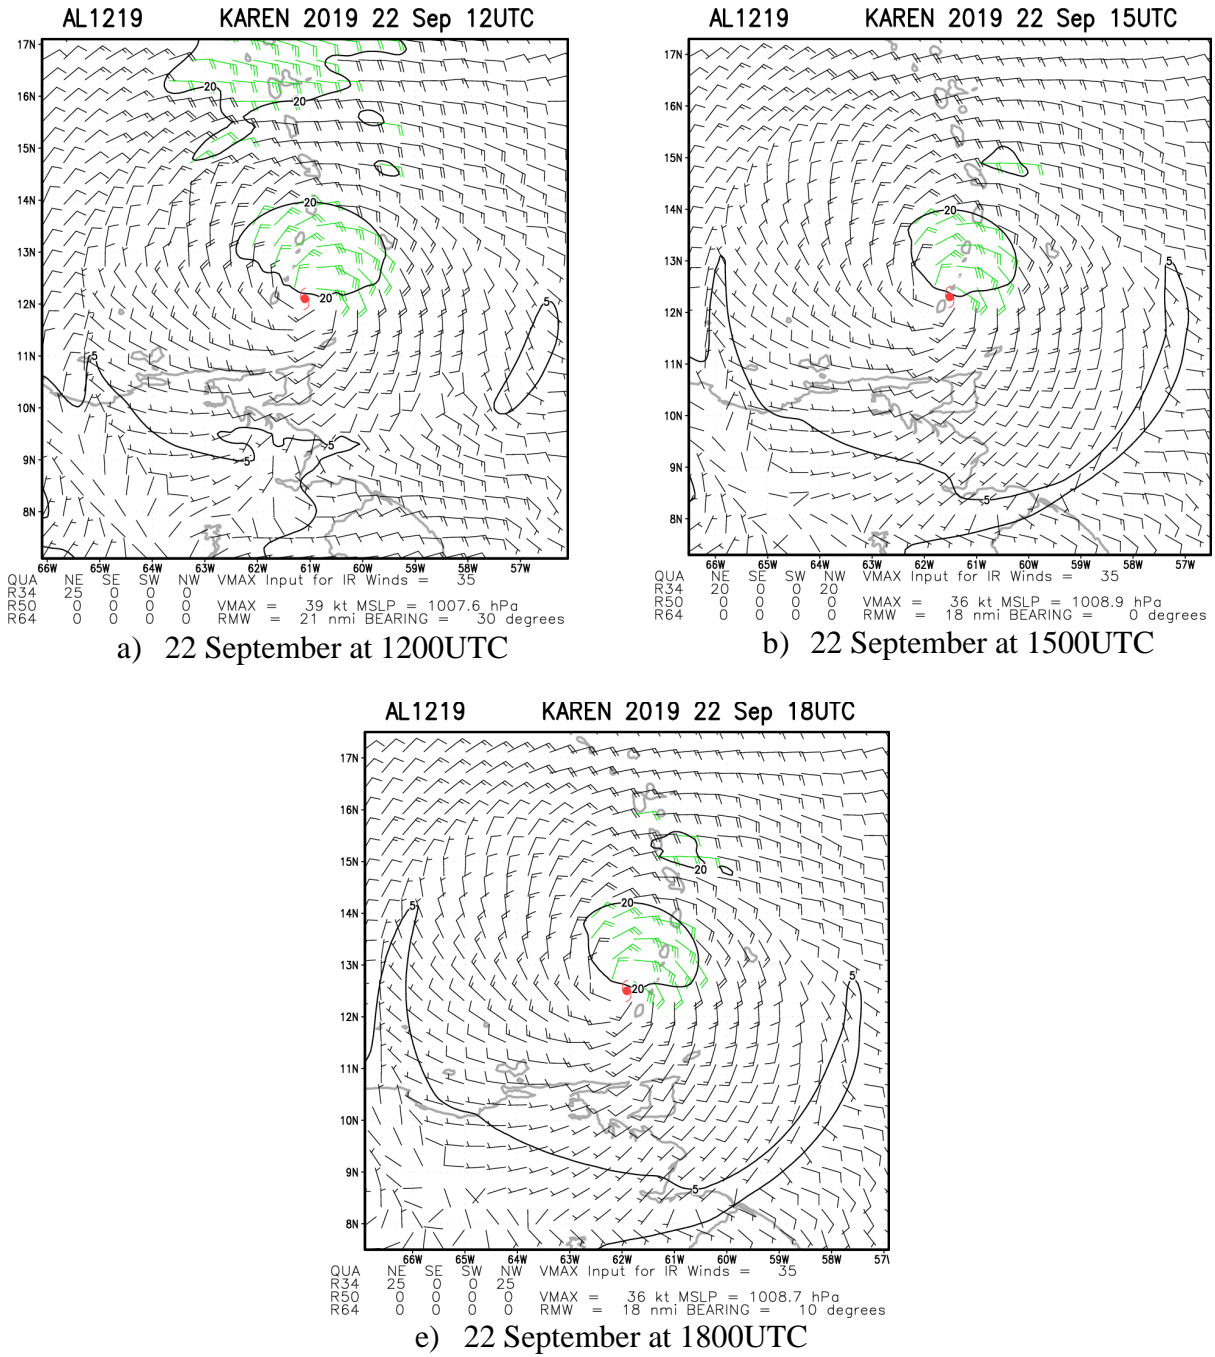 AL1219 KAREN 2019 22 Sep 12UTC
17N
16N
15N
14N
13N
12N
11N
10N
9N
8N
20
20
20
20
5
5
5
5
66W 65W 64W 63W 62W 61W 60W 59W 58W 57W
QUA NE SE SW NW VMAX Input for IR Winds = 35
R34 25 0 0 0
R50 0 0 0 0 VMAX = 39 kt MSLP = 1007.6 hPa
R64 0 0 0 0 RMW = 21 nmi BEARING = 30 degrees
a) 22 September at 1200UTC
AL1219 KAREN 2019 22 Sep 15UTC
17N
16N
15N
14N
13N
12N
11N
10N
9N
8N
20
5
5
66W 65W 64W 63W 62W 61W 60W 59W 58W 57W
QUA NE SE SW NW VMAX Input for IR Winds = 35
R34 20 0 0 20
R50 0 0 0 0 VMAX = 36 kt MSLP = 1008.9 hPa
R64 0 0 0 0 RMW = 18 nmi BEARING = 0 degrees
b) 22 September at 1500UTC
AL1219 KAREN 2019 22 Sep 18UTC
17N
16N
15N
14N
13N
12N
11N
10N
9N
8N
20
20
20
5
5
5
66W 65W 64W 63W 62W 61W 60W 59W 58W 57W
QUA NE SE SW NW VMAX Input for IR Winds = 35
R34 25 0 0 25
R50 0 0 0 0 VMAX = 36 kt MSLP = 1008.7 hPa
R64 0 0 0 0 RMW = 18 nmi BEARING = 10 degrees
e) 22 September at 1800UTC